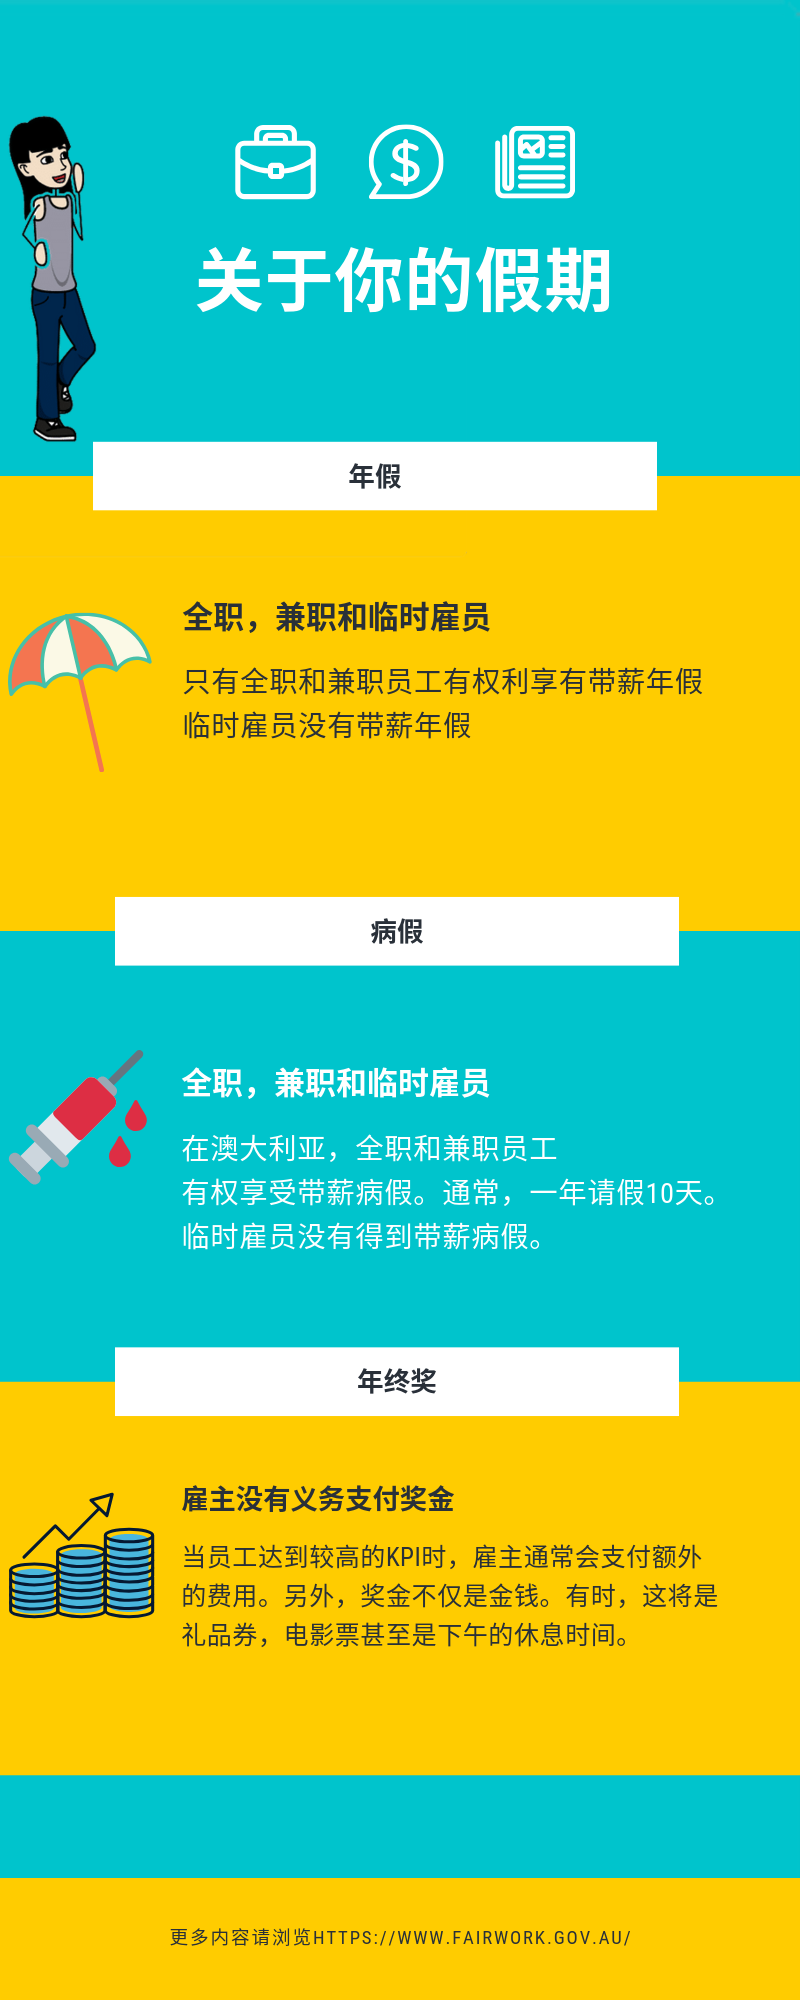 关于你的假期
年假
全职，兼职和临时雇员
只有全职和兼职员工有权利享有带薪年假
临时雇员没有带薪年假
病假
全职，兼职和临时雇员
在澳大利亚，全职和兼职员工
有权享受带薪病假。通常，一年请假10天。
临时雇员没有得到带薪病假。
年终奖
雇主没有义务支付奖金
当员工达到较高的KPI时，雇主通常会支付额外
的费用。另外，奖金不仅是金钱。有时，这将是
礼品券，电影票甚至是下午的休息时间。
更多内容请浏览HTTPS://WWW.FAIRWORK.GOV.AU/